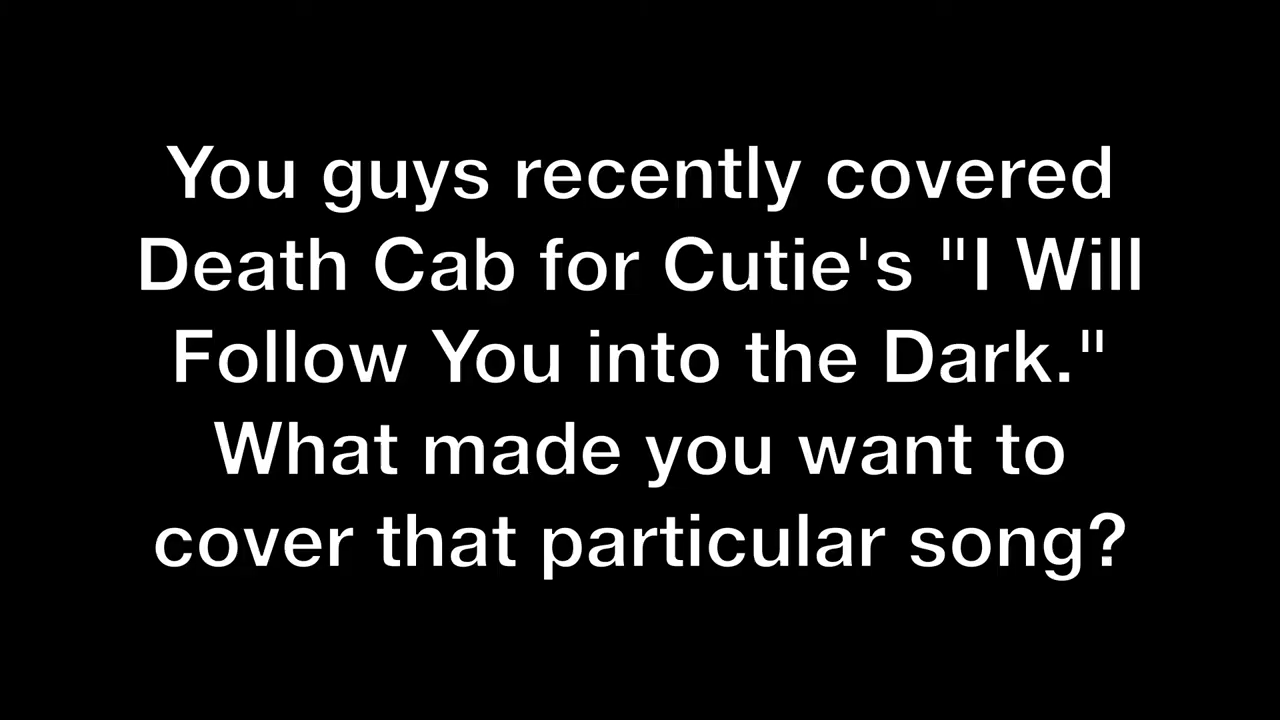 You guys recently covered
Death Cab for Cutie's "I Will
Follow You into the Dark."
What made you want to
cover that particular song?